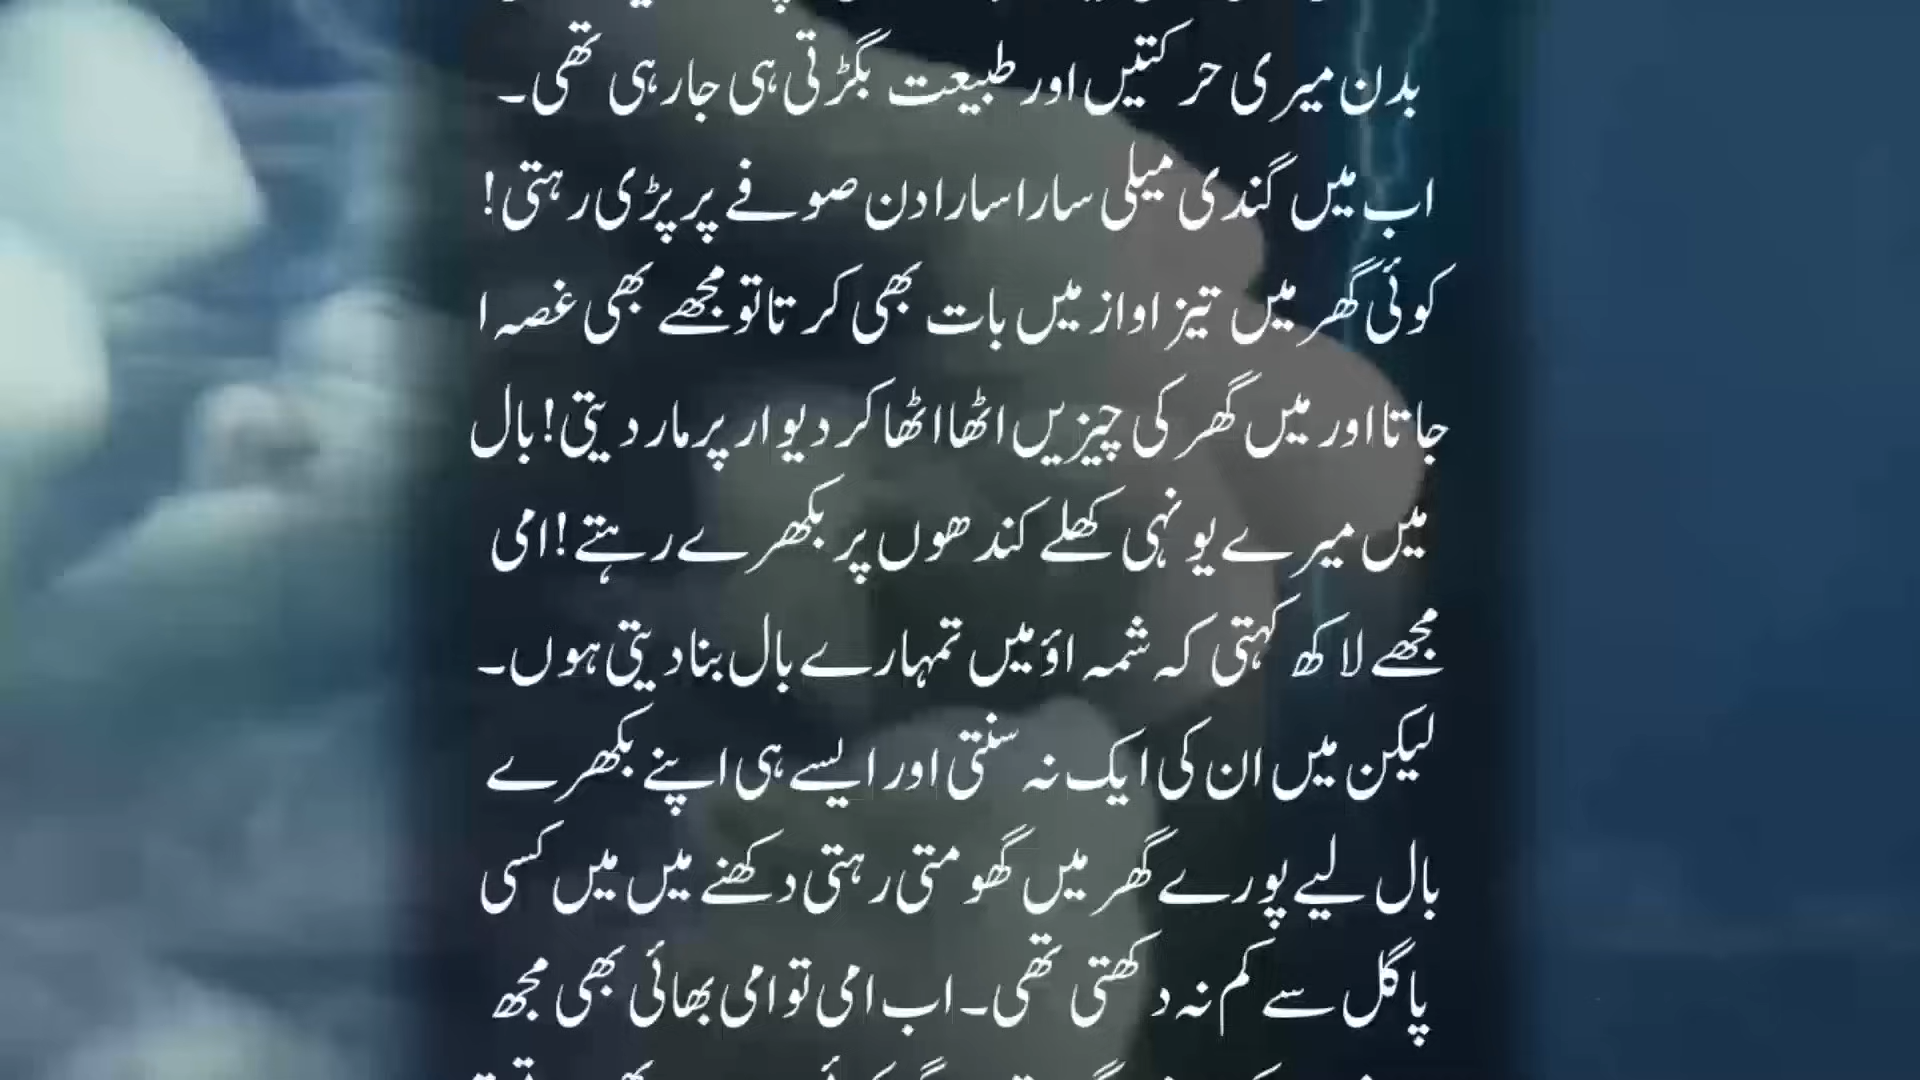 بدن میری حرکتیں اور طبیعت بگڑتی ہی جارہی تھی۔
اب میں گندی میلی سارا سارا دن صوفے پر پڑی رہتی!
کوئی گھر میں تیز اواز میں بات بھی کرتا تو مجھے بھی غصہ ا
جاتا اور میں گھر کی چیزیں اٹھا اٹھا کر دیوار پر مار دیتی! بال
میں میرے یونہی کھلے کندھوں پر بکھرے رہتے! امی
مجھے لاکھ کہتی کہ شمہ اؤ میں تمہارے بال بنا دیتی ہوں۔
لیکن میں ان کی ایک نہ سنتی اور ایسے ہی اپنے بکھرے
بال لیے پورے گھر میں گھومتی رہتی دکھنے میں میں کسی
پاگل سے کم نہ دکھتی تھی۔ اب امی تو امی بھائی بھی مجھ